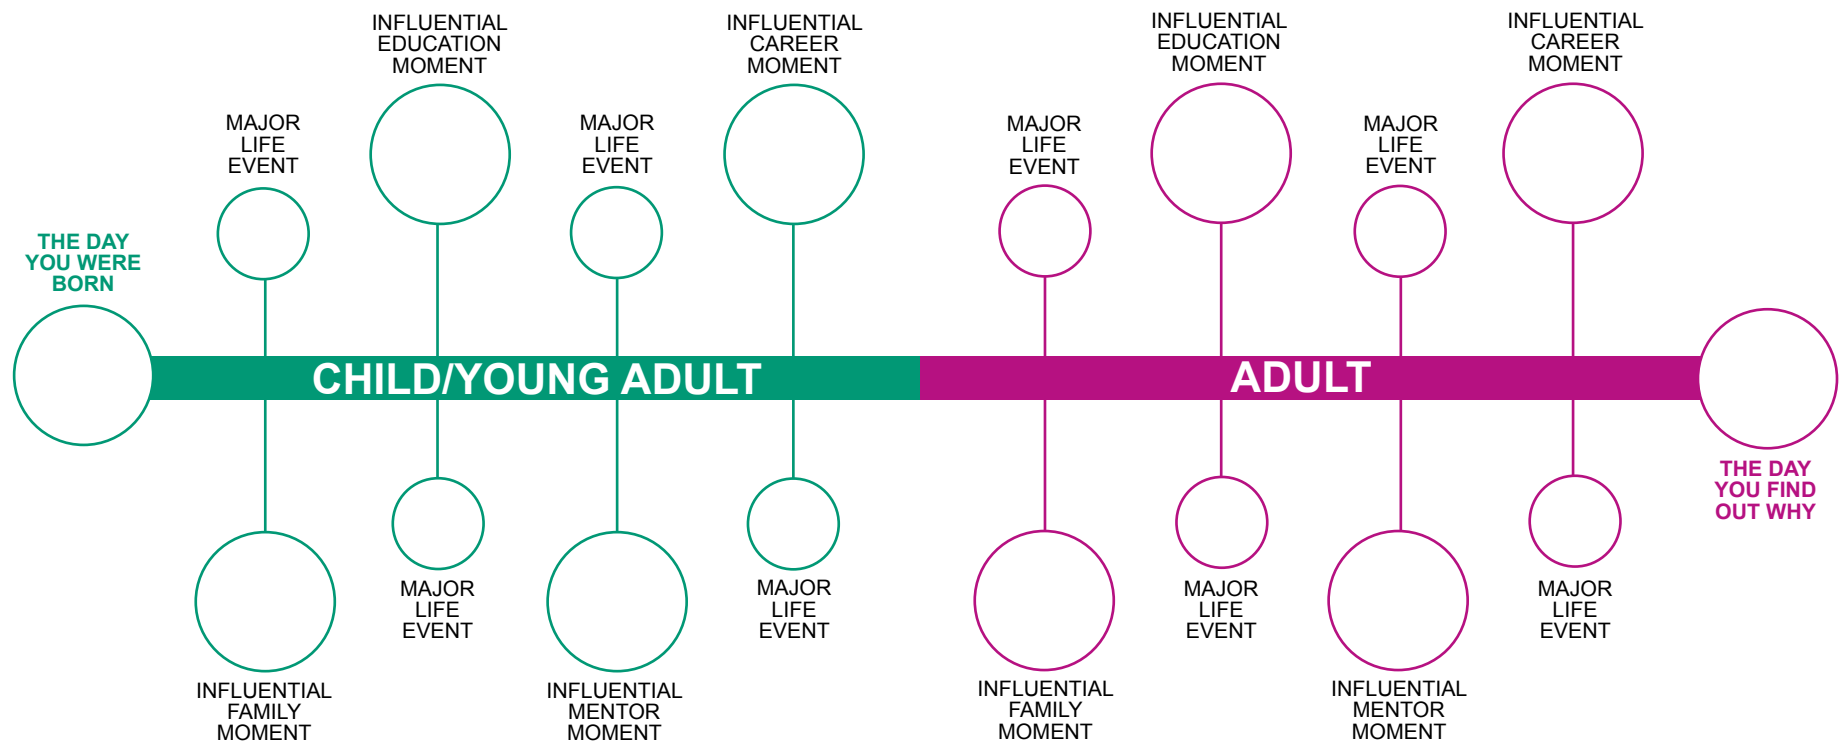 INFLUENTIAL
EDUCATION
MOMENT
INFLUENTIAL
CAREER
MOMENT
INFLUENTIAL
EDUCATION
MOMENT
INFLUENTIAL
CAREER
MOMENT
MAJOR
LIFE
EVENT
MAJOR
LIFE
EVENT
MAJOR
LIFE
EVENT
MAJOR
LIFE
EVENT
THE DAY
YOU WERE
BORN
CHILD/YOUNG ADULT
ADULT
THE DAY
YOU FIND
OUT WHY
MAJOR
LIFE
EVENT
MAJOR
LIFE
EVENT
MAJOR
LIFE
EVENT
MAJOR
LIFE
EVENT
INFLUENTIAL
FAMILY
MOMENT
INFLUENTIAL
MENTOR
MOMENT
INFLUENTIAL
FAMILY
MOMENT
INFLUENTIAL
MENTOR
MOMENT